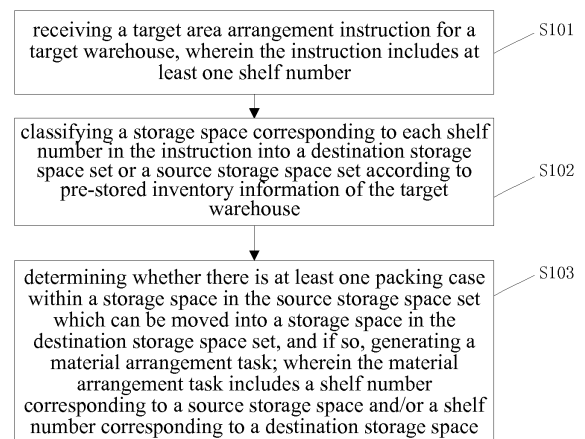 receiving a target area arrangement instruction for a
target warehouse, wherein the instruction includes at
least one shelf number
S101
classifying a storage space corresponding to each shelf
number in the instruction into a destination storage
space set or a source storage space set according to
pre-stored inventory information of the target
warehouse
S102
determining whether there is at least one packing case
within a storage space in the source storage space set
which can be moved into a storage space in the
destination storage space set, and if so, generating a
material arrangement task; wherein the material
arrangement task includes a shelf number
corresponding to a source storage space and/or a shelf
number corresponding to a destination storage space
S103